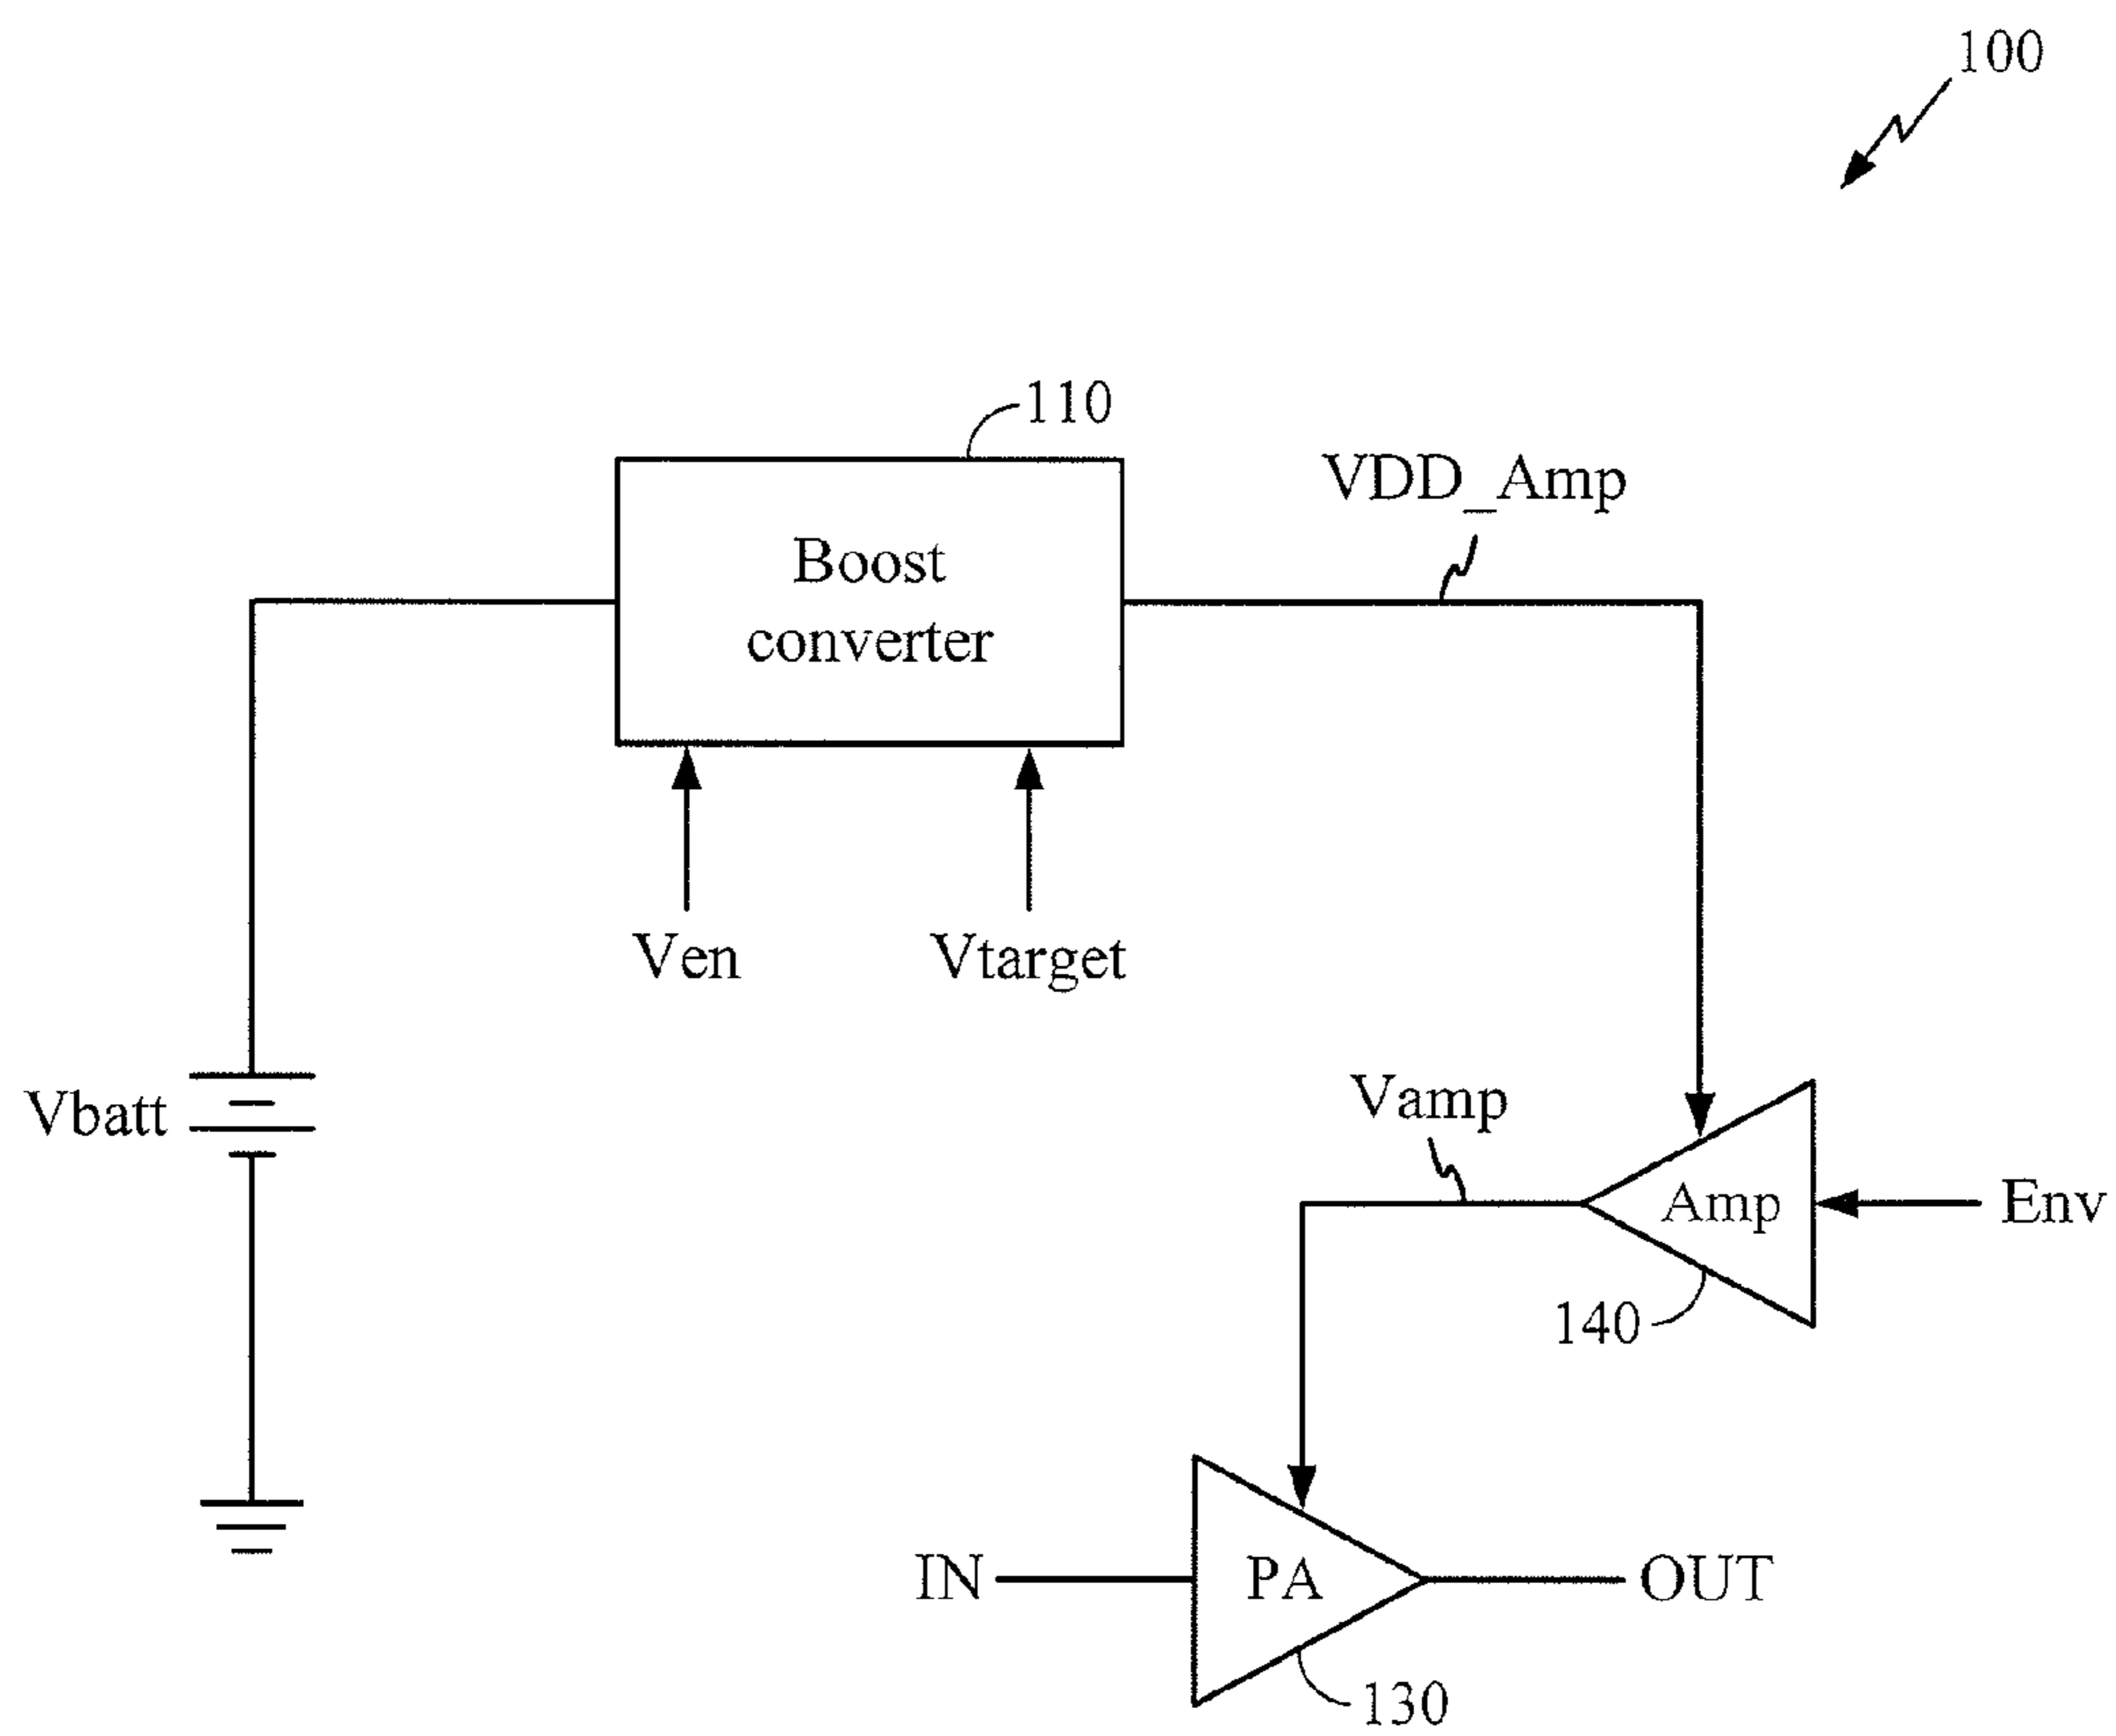 100
110
VDD_Amp
Boost
converter
Ven
Vtarget
Vbatt
Vamp
Amp
Env
140
IN
PA
OUT
130